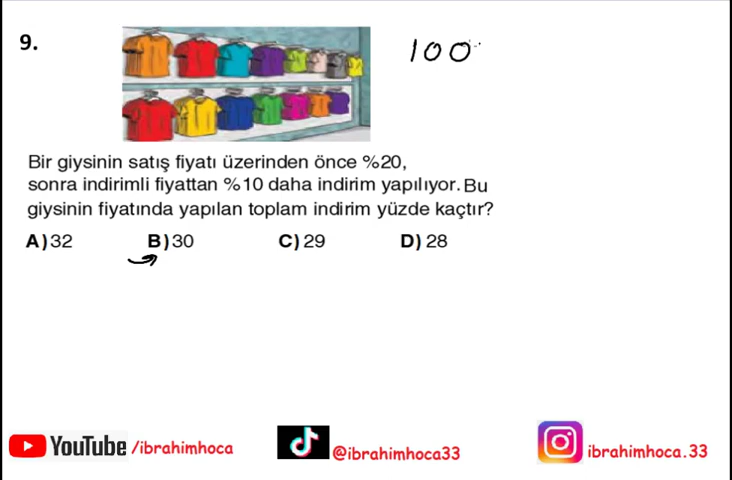 9.
100
Bir giysinin satış fiyatı üzerinden önce %20,
sonra indirimli fiyattan %10 daha indirim yapılıyor. Bu
giysinin fiyatında yapılan toplam indirim yüzde kaçtır?
A) 32 B) 30 C) 29 D) 28
YouTube /ibrahimhoca @ibrahimhoca33 ibrahimhoca.33